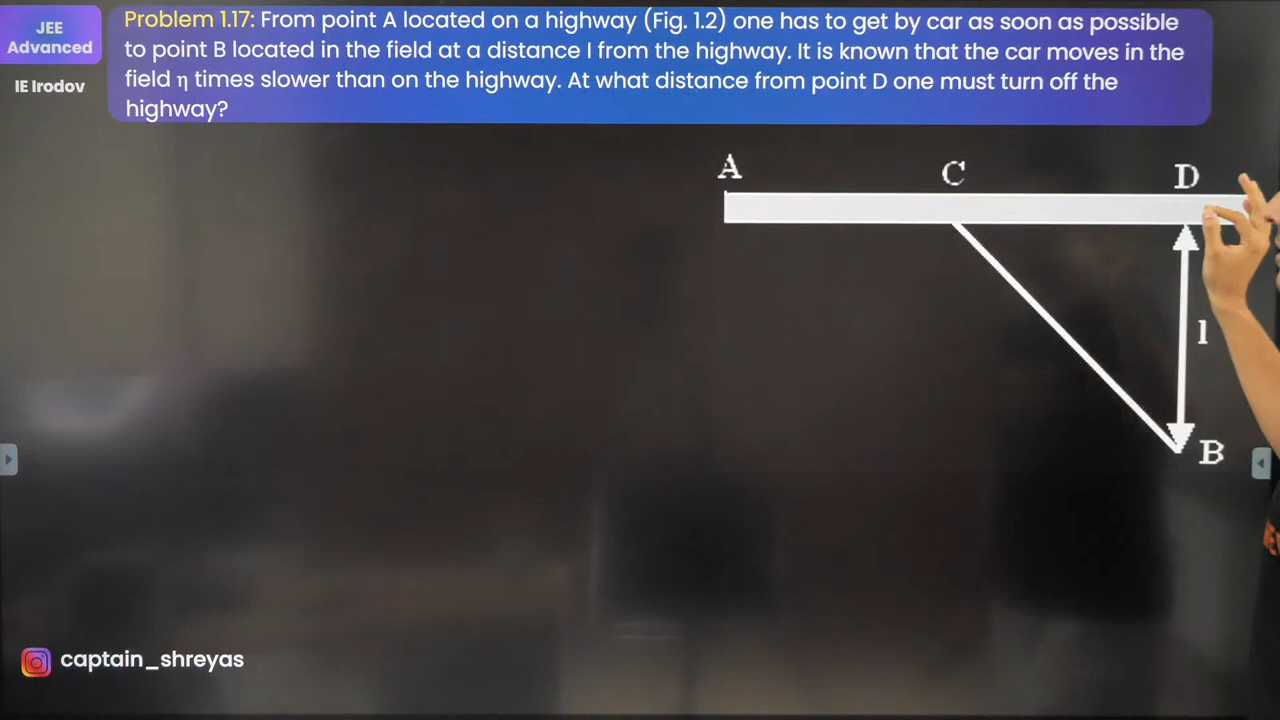 JEE
Advanced
IE Irodov
Problem 1.17: From point A located on a highway (Fig. 1.2) one has to get by car as soon as possible
to point B located in the field at a distance l from the highway. It is known that the car moves in the
field η times slower than on the highway. At what distance from point D one must turn off the
highway?
A
C
D
l
B
captain_shreyas